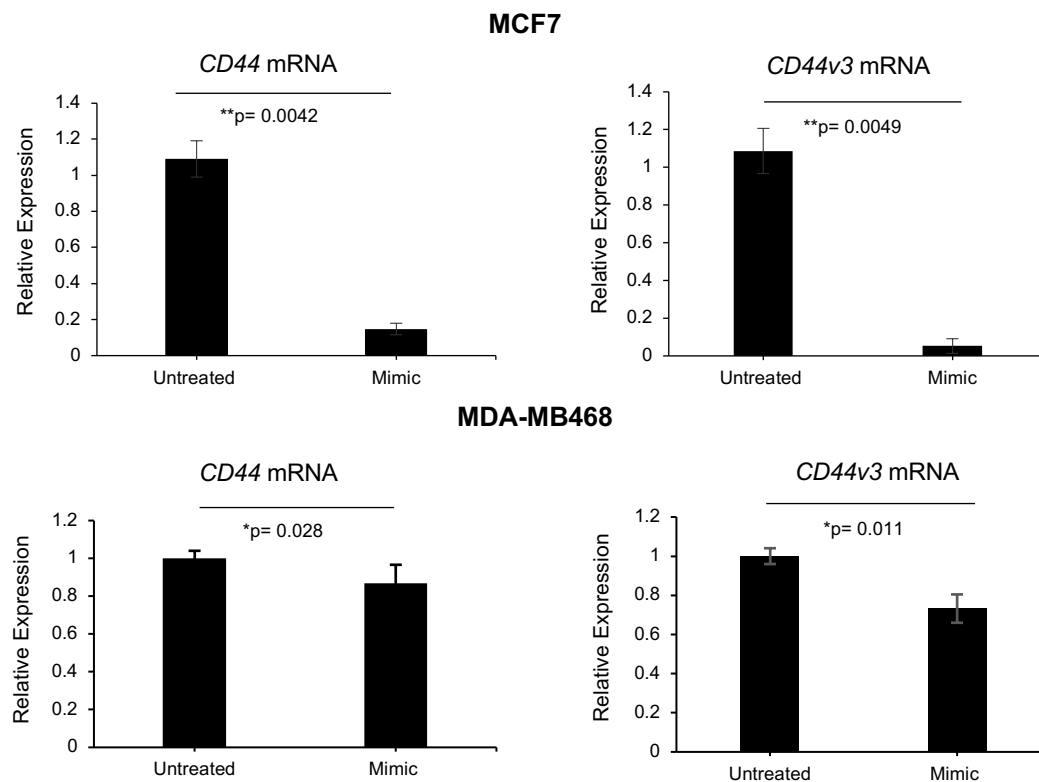 MCF7
CD44 mRNA
**p= 0.0042
Relative Expression
1.4
1.2
1
0.8
0.6
0.4
0.2
0
Untreated Mimic
CD44v3 mRNA
**p= 0.0049
Relative Expression
1.4
1.2
1
0.8
0.6
0.4
0.2
0
Untreated Mimic
MDA-MB468
CD44 mRNA
*p= 0.028
Relative Expression
1.2
1
0.8
0.6
0.4
0.2
0
Untreated Mimic
CD44v3 mRNA
*p= 0.011
Relative Expression
1.2
1
0.8
0.6
0.4
0.2
0
Untreated Mimic